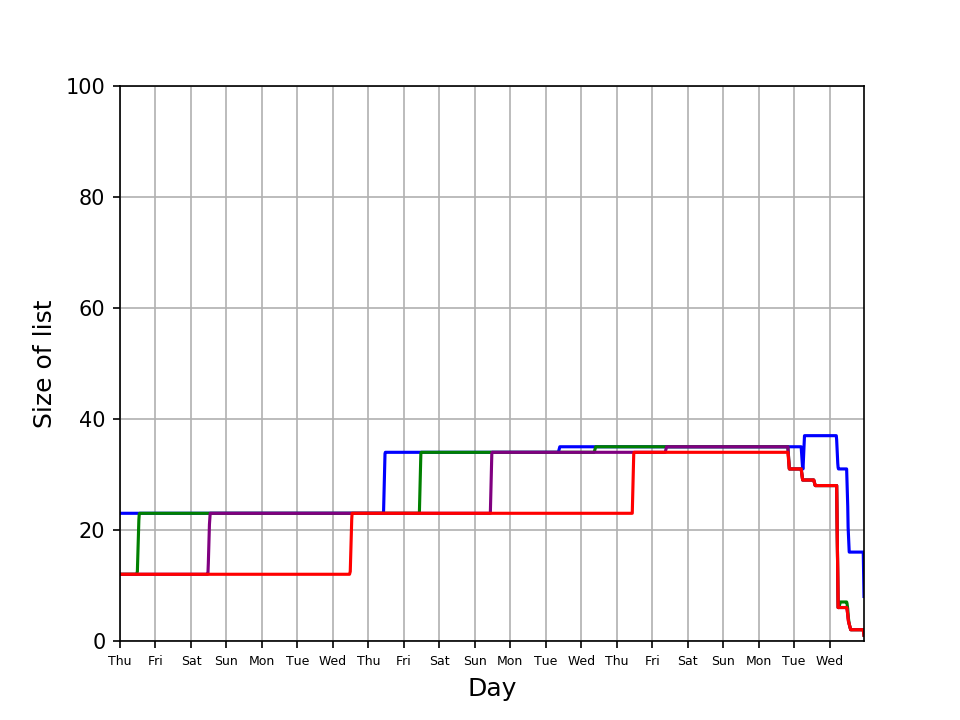 100
80
60
40
20
0
Size of list
Thu Fri Sat Sun Mon Tue Wed Thu Fri Sat Sun Mon Tue Wed Thu Fri Sat Sun Mon Tue Wed
Day